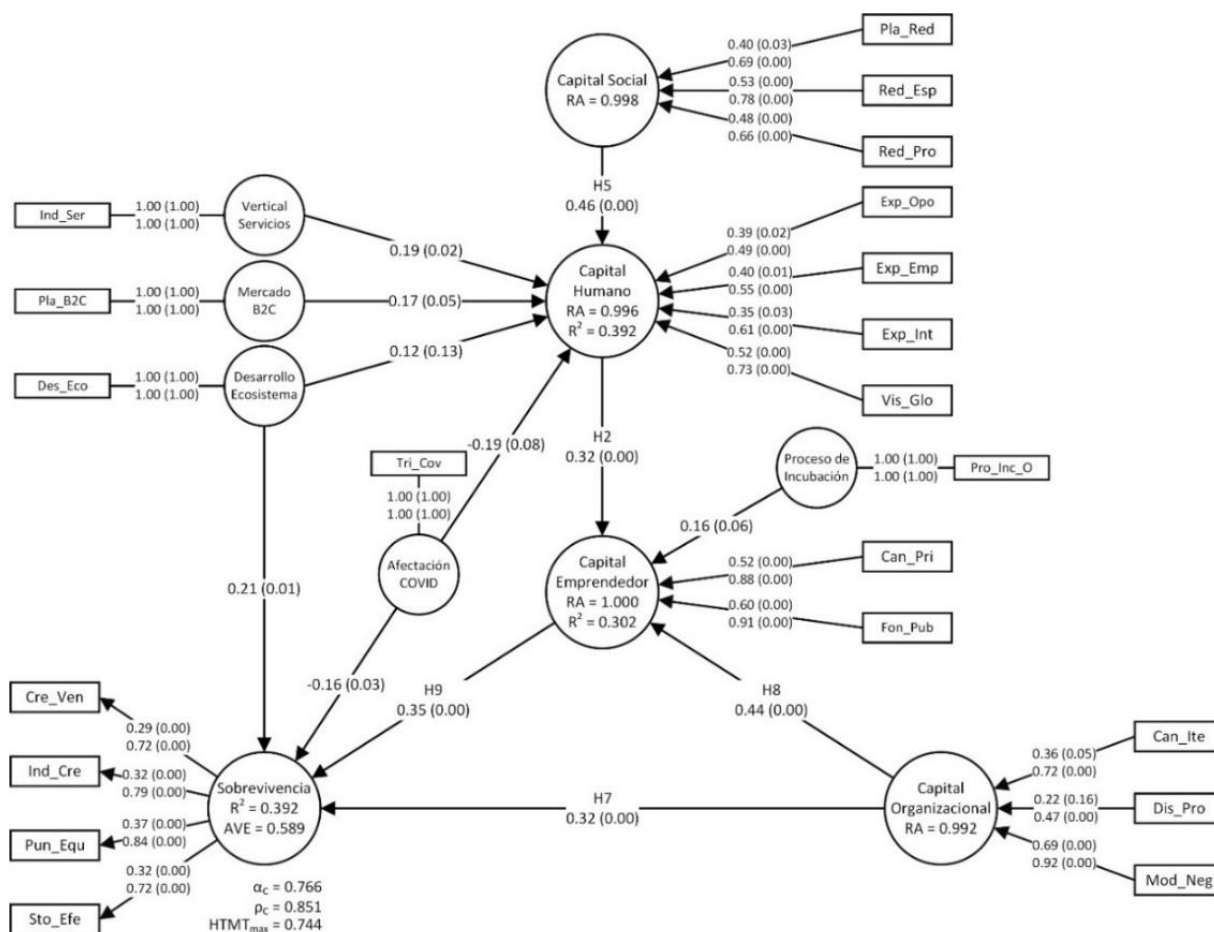 Pla_Red
0.40 (0.03)
0.69 (0.00)
Capital Social
RA = 0.998
0.53 (0.00)
0.78 (0.00)
Red_Esp
0.48 (0.00)
0.66 (0.00)
Red_Pro
H5
0.46 (0.00)
Ind_Ser
1.00 (1.00)
1.00 (1.00)
Vertical
Servicios
0.19 (0.02)
Exp_Opo
0.39 (0.02)
0.49 (0.00)
Pla_B2C
1.00 (1.00)
1.00 (1.00)
Mercado
B2C
0.17 (0.05)
Capital
Humano
RA = 0.996
R² = 0.392
0.40 (0.01)
0.55 (0.00)
Exp_Emp
0.35 (0.03)
0.61 (0.00)
Exp_Int
Des_Eco
1.00 (1.00)
1.00 (1.00)
Desarrollo
Ecosistema
0.12 (0.13)
0.52 (0.00)
0.73 (0.00)
Vis_Glo
-0.19 (0.08)
H2
0.32 (0.00)
Tri_Cov
1.00 (1.00)
1.00 (1.00)
Proceso de
Incubación
1.00 (1.00)
1.00 (1.00)
Pro_Inc_O
0.16 (0.06)
Afectación
COVID
Capital
Emprendedor
RA = 1.000
R² = 0.302
0.52 (0.00)
0.88 (0.00)
Can_Pri
0.60 (0.00)
0.91 (0.00)
Fon_Pub
0.21 (0.01)
-0.16 (0.03)
H9
0.35 (0.00)
H8
0.44 (0.00)
Cre_Ven
0.29 (0.00)
0.72 (0.00)
Ind_Cre
0.32 (0.00)
0.79 (0.00)
Sobrevivencia
R² = 0.392
AVE = 0.589
Pun_Equ
0.37 (0.00)
0.84 (0.00)
Sto_Efe
0.32 (0.00)
0.72 (0.00)
αc = 0.766
ρc = 0.851
HTMTmax = 0.744
H7
0.32 (0.00)
Capital
Organizacional
RA = 0.992
0.36 (0.05)
0.72 (0.00)
Can_Ite
0.22 (0.16)
0.47 (0.00)
Dis_Pro
0.69 (0.00)
0.92 (0.00)
Mod_Neg